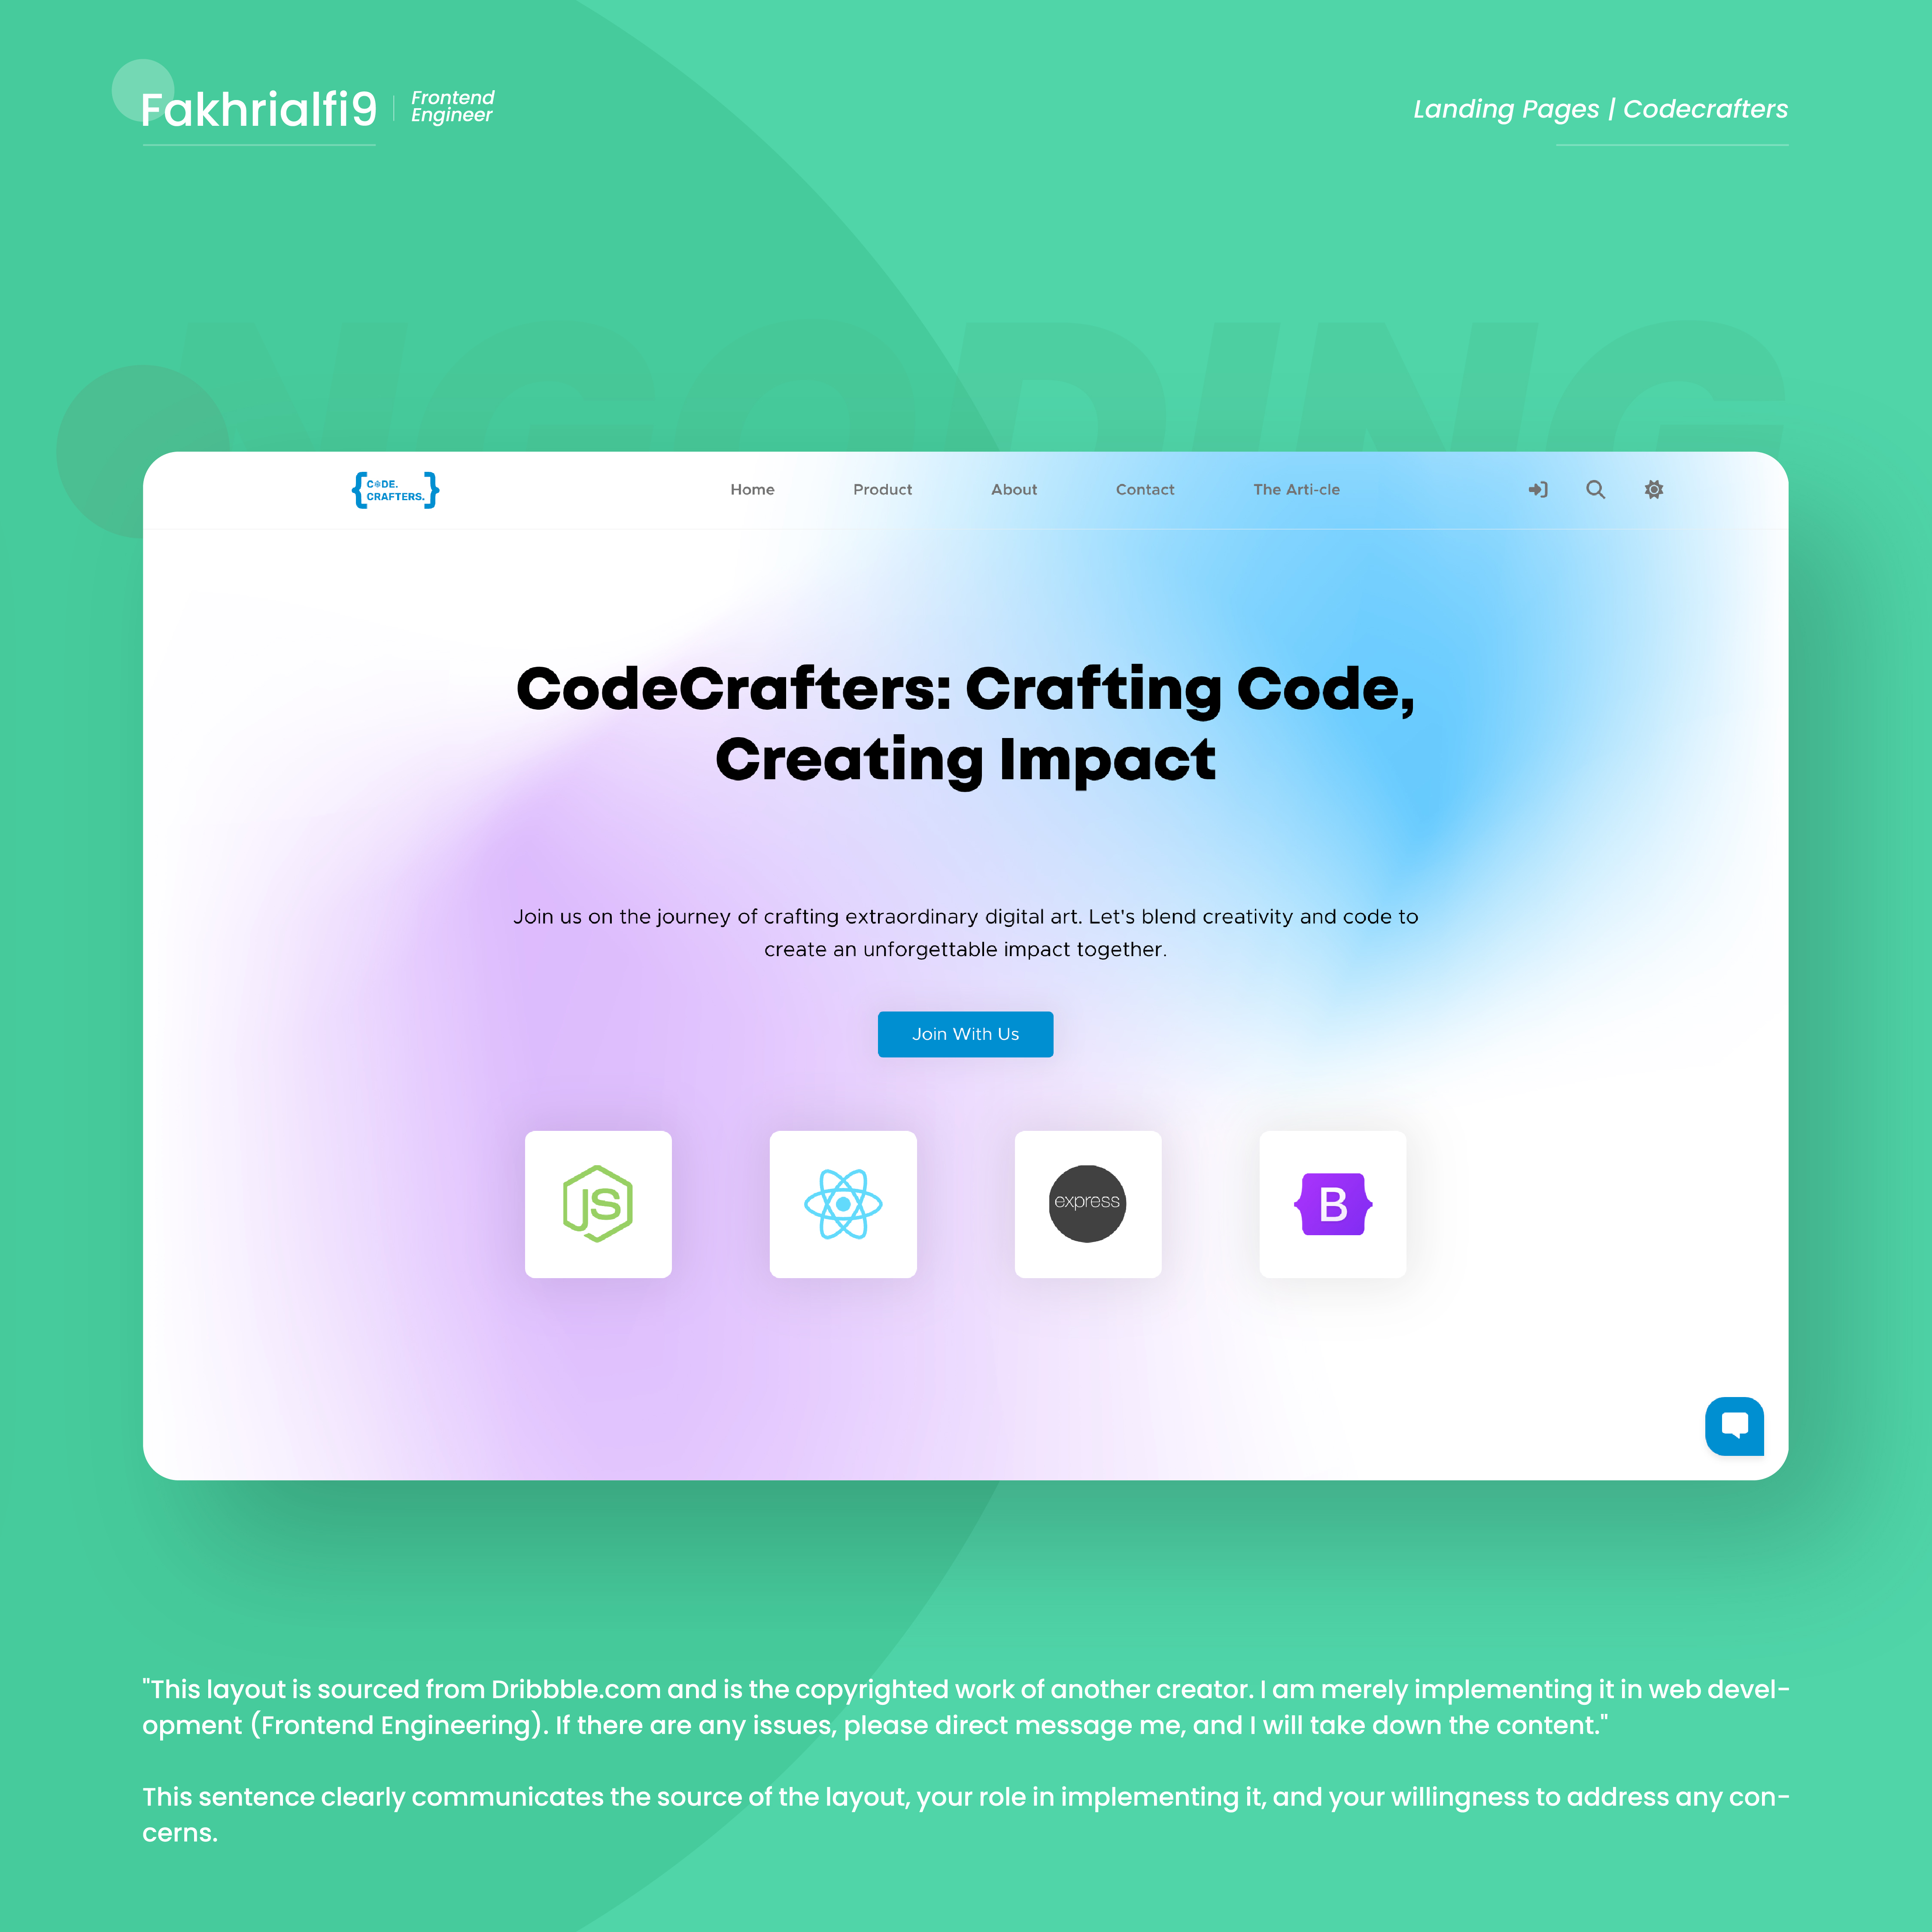 Fakhrialfi9
Frontend
Engineer
Landing Pages | Codecrafters
NGODING
{ CODE.
CRAFTERS. }
Home
Product
About
Contact
The Arti-cle
CodeCrafters: Crafting Code,
Creating Impact
Join us on the journey of crafting extraordinary digital art. Let's blend creativity and code to
create an unforgettable impact together.
Join With Us
JS
express
B
"This layout is sourced from Dribbble.com and is the copyrighted work of another creator. I am merely implementing it in web devel-
opment (Frontend Engineering). If there are any issues, please direct message me, and I will take down the content."
This sentence clearly communicates the source of the layout, your role in implementing it, and your willingness to address any con-
cerns.